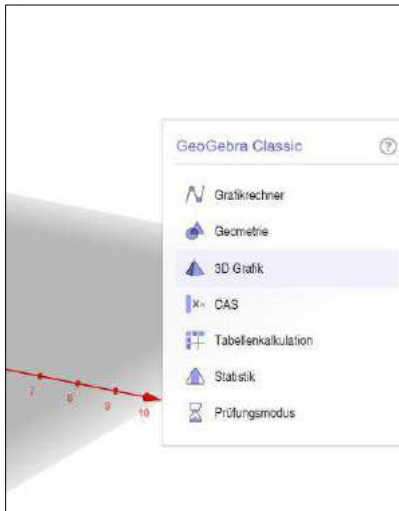 GeoGebra Classic ?
Grafikrechner
Geometrie
3D Grafik
X= CAS
Tabellenkalkulation
Statistik
Prüfungsmodus
7 8 9 10